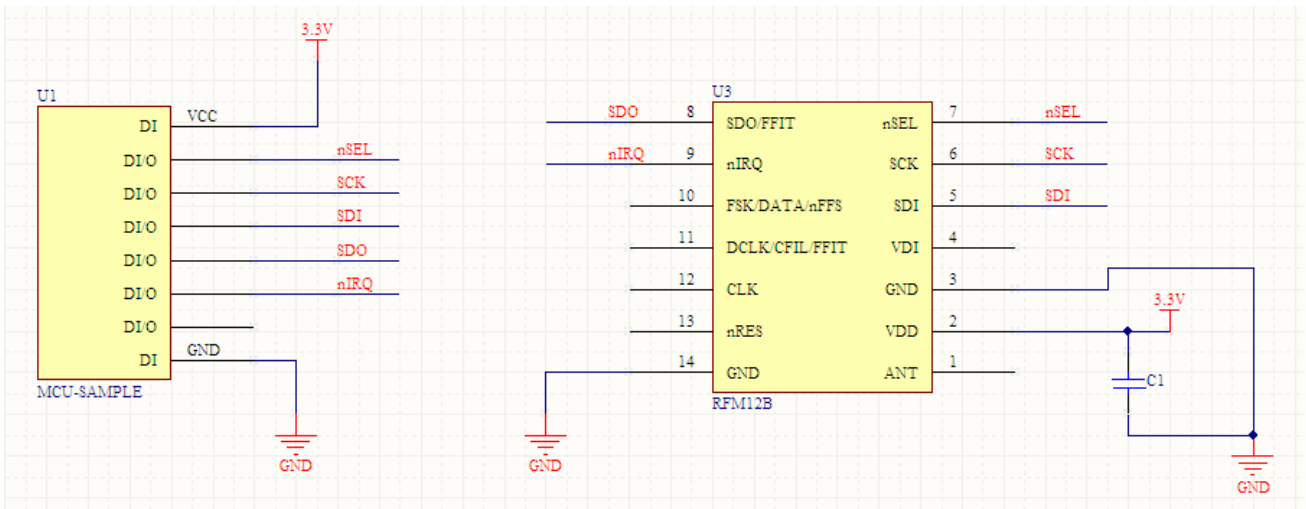 3.3V
U1
VCC
DI
DI/O
nSEL
DI/O
SCK
DI/O
SDI
DI/O
SDO
DI/O
nIRQ
DI/O
DI
GND
MCU-SAMPLE
GND
U3
SDO 8 SDO/FFIT nSEL 7 nSEL
nIRQ 9 nIRQ SCK 6 SCK
10 FSK/DATA/nFFS SDI 5 SDI
11 DCLK/CFIL/FFIT VDI 4
12 CLK GND 3
3.3V
13 nRES VDD 2
14 GND ANT 1
C1
RFM12B
GND
GND